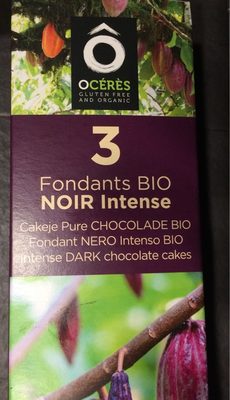 Ô
OCÉRÈS
GLUTEN FREE
AND ORGANIC
3
Fondants BIO
NOIR Intense
Cakeje Pure CHOCOLADE BIO
Fondant NERO Intenso BIO
Intense DARK chocolate cakes